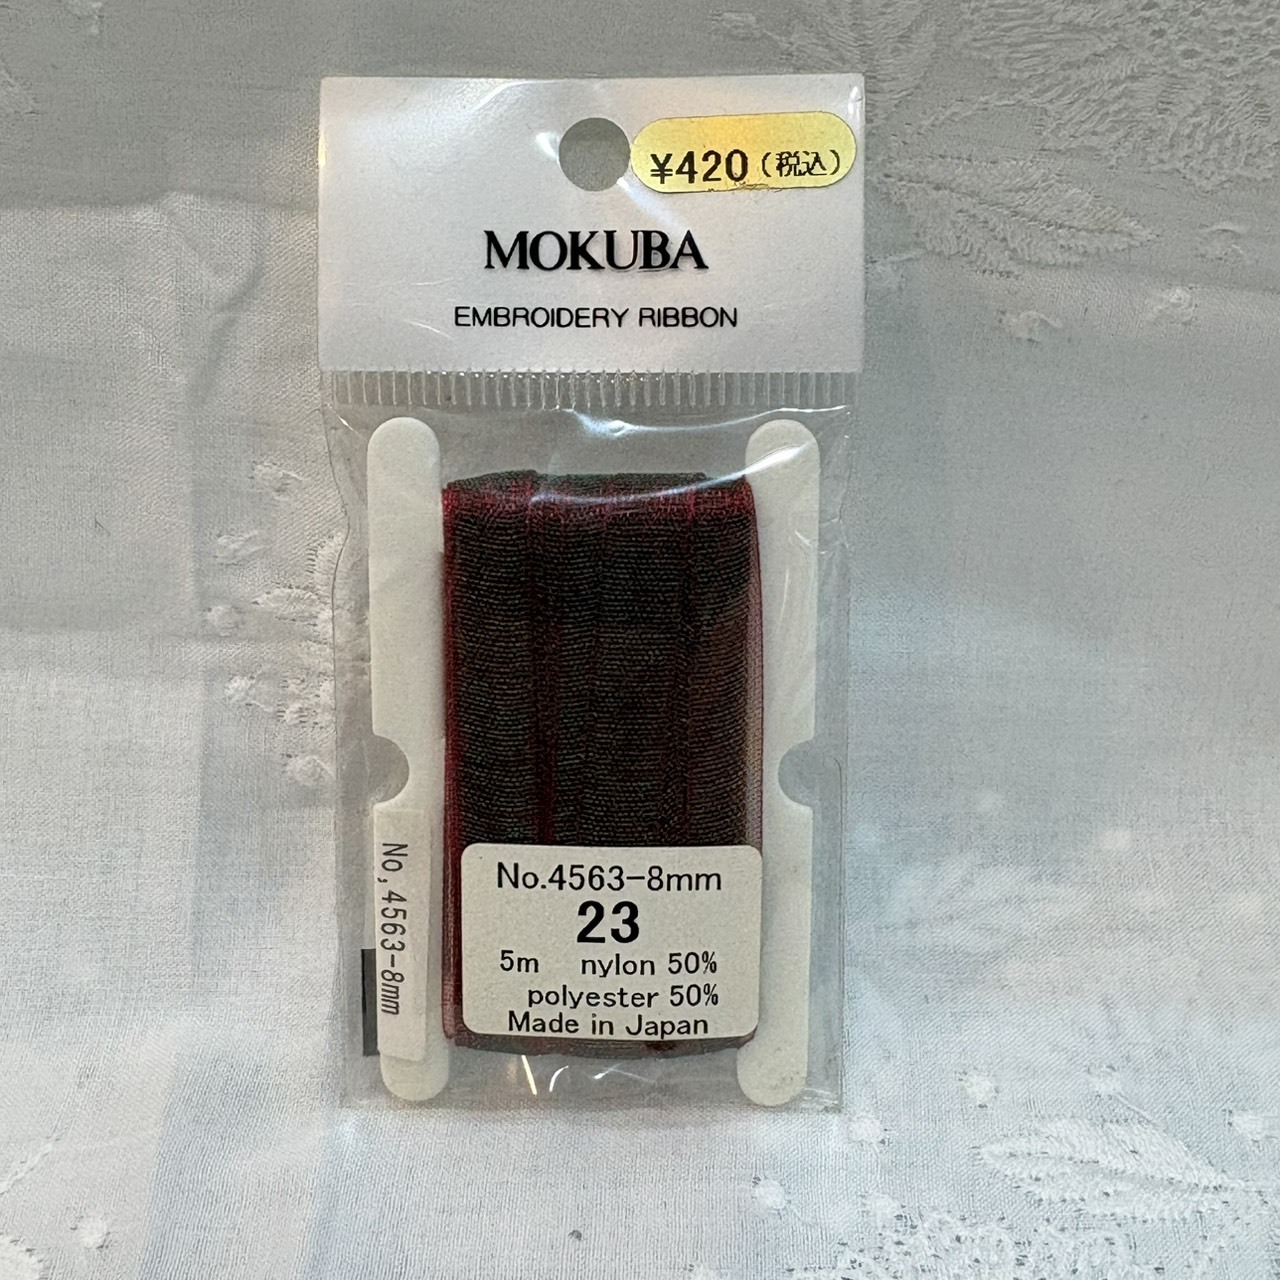 ¥420(税込)
MOKUBA
EMBROIDERY RIBBON
No,4563-8mm
No.4563-8mm
23
5m nylon 50%
polyester 50%
Made in Japan